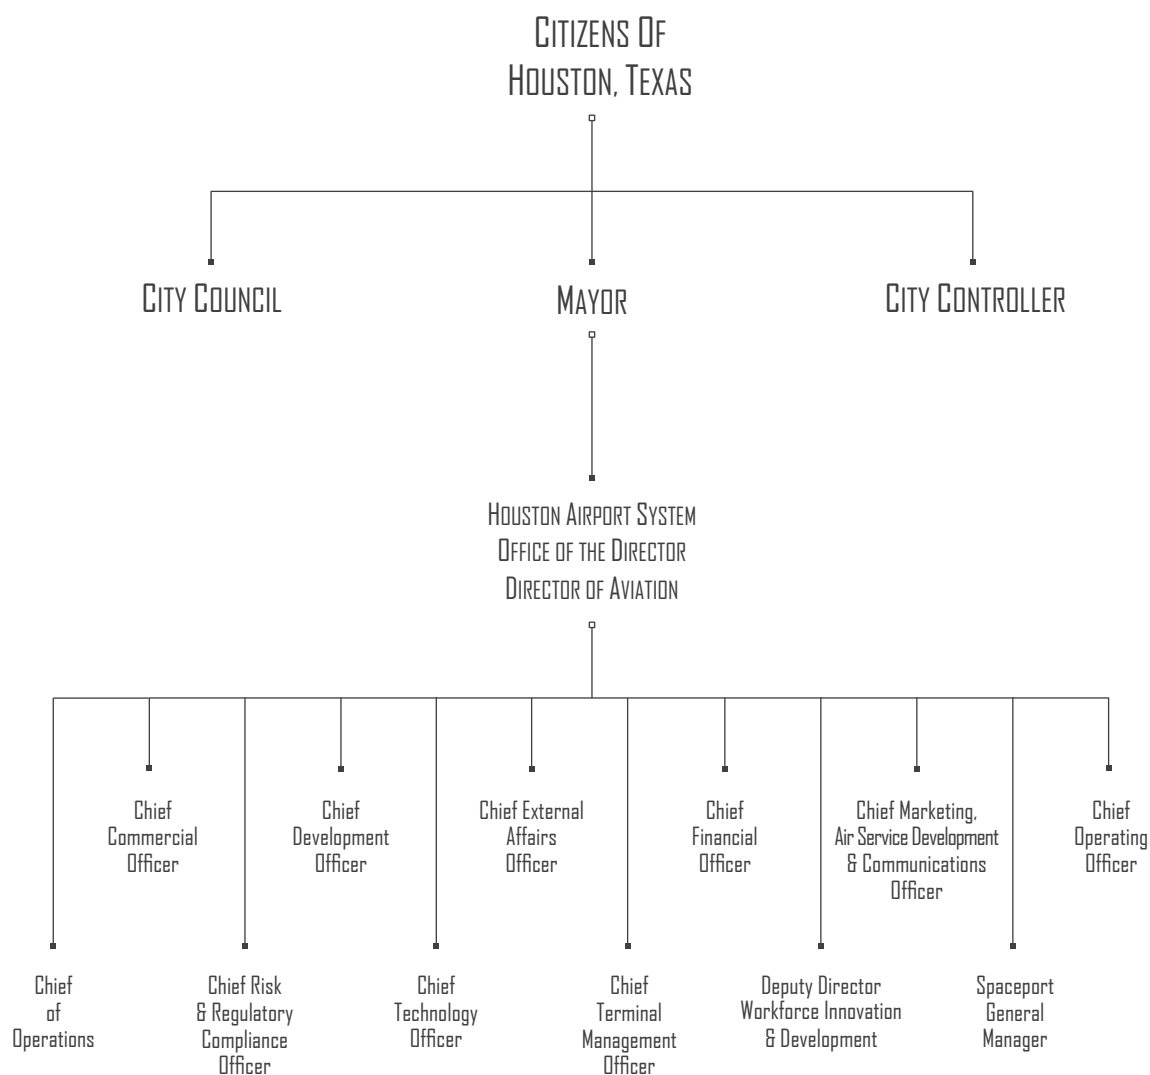 CITIZENS OF
HOUSTON, TEXAS
CITY COUNCIL
MAYOR
CITY CONTROLLER
HOUSTON AIRPORT SYSTEM
OFFICE OF THE DIRECTOR
DIRECTOR OF AVIATION
Chief
Commercial
Officer
Chief
Development
Officer
Chief External
Affairs
Officer
Chief
Financial
Officer
Chief Marketing,
Air Service Development
& Communications
Officer
Chief
Operating
Officer
Chief
of
Operations
Chief Risk
& Regulatory
Compliance
Officer
Chief
Technology
Officer
Chief
Terminal
Management
Officer
Deputy Director
Workforce Innovation
& Development
Spaceport
General
Manager